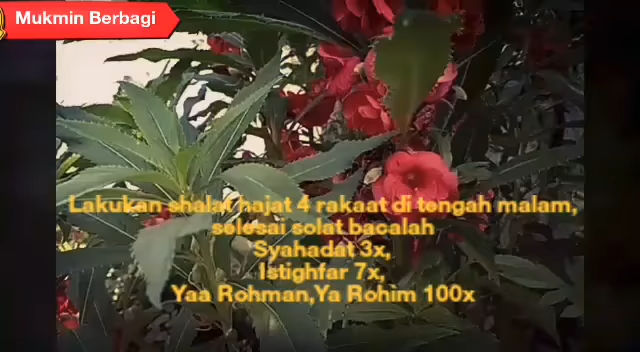 Mukmin Berbagi
Lakukan shalat hajat 4 rakaat di tengah malam,
selesai solat bacalah
Syahadat 3x,
Istighfar 7x,
Yaa Rohman,Ya Rohim 100x